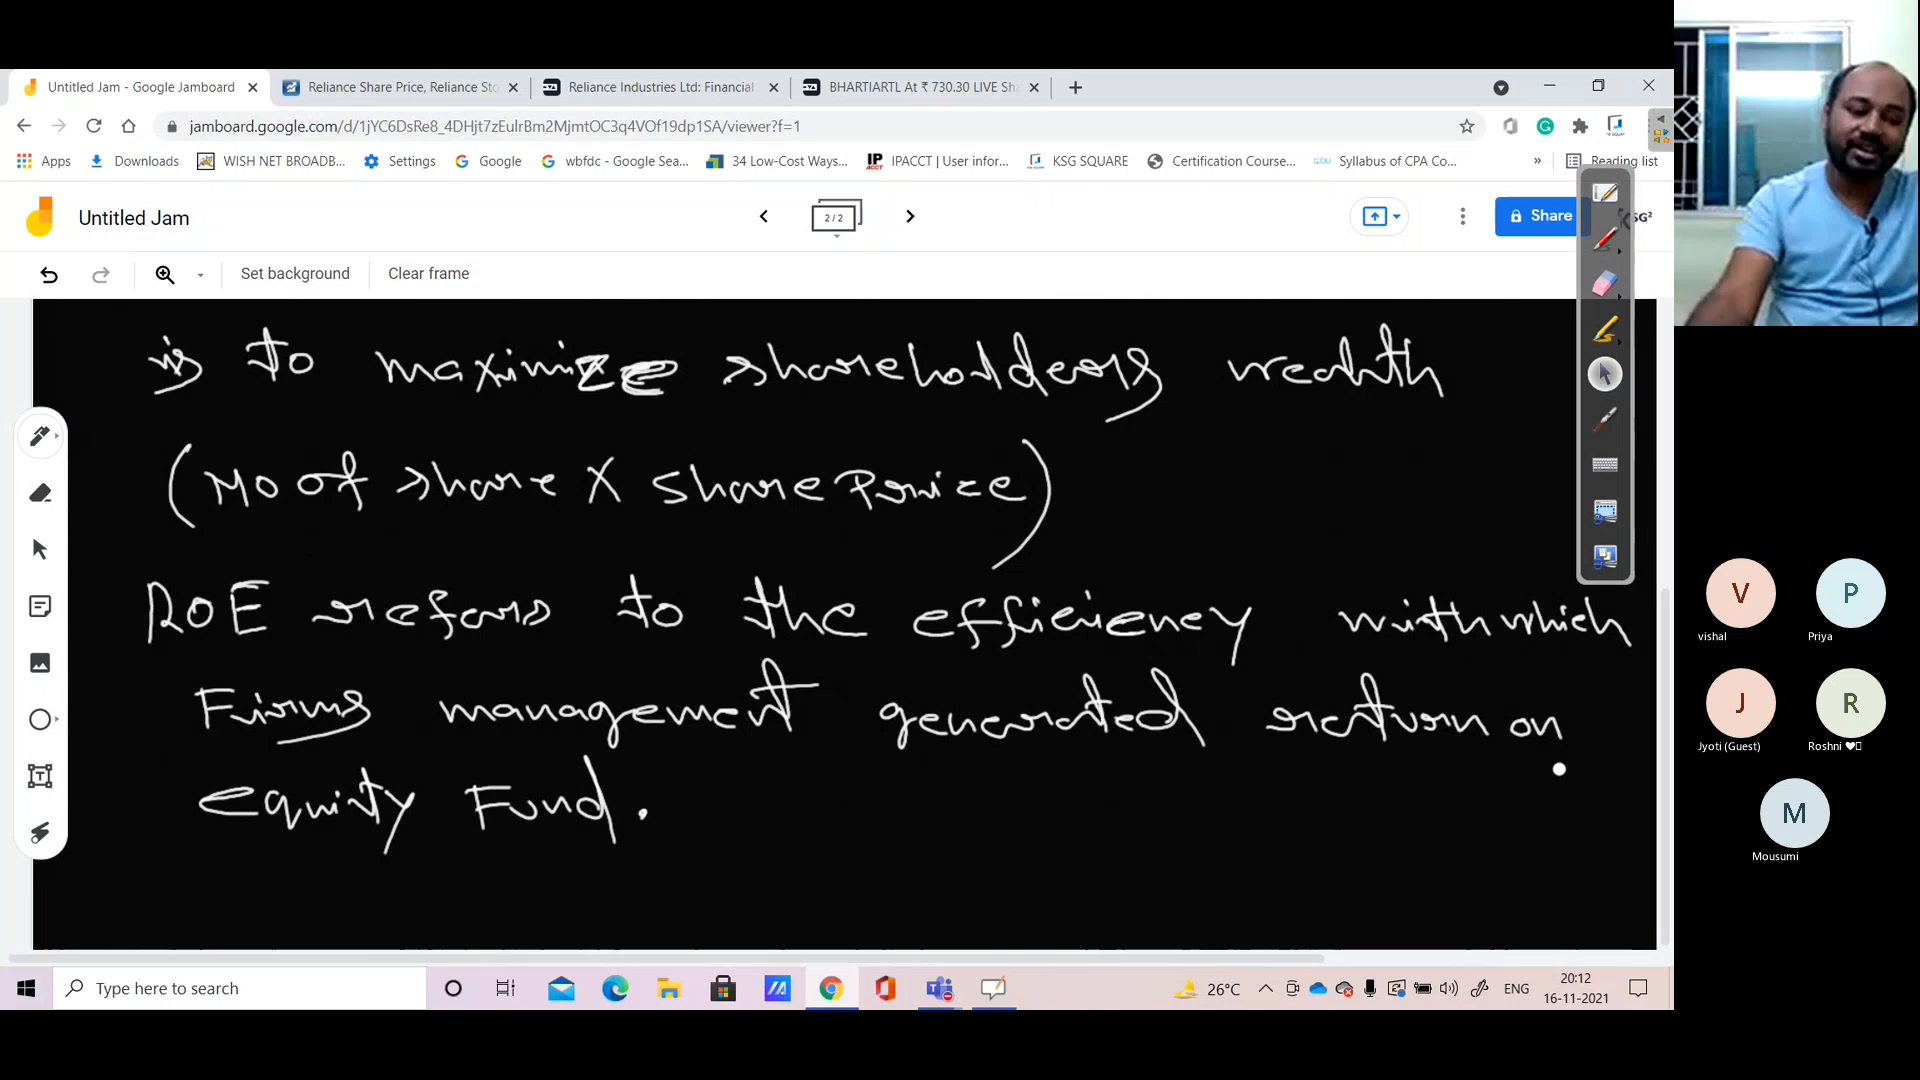 Untitled Jam - Google Jamboard
Reliance Share Price, Reliance Sto
Reliance Industries Ltd: Financial
BHARTIARTL At ₹ 730.30 LIVE Sha
jamboard.google.com/d/1jYC6DsRe8_4DHjt7zEulrBm2MjmtOC3q4VOf19dp1SA/viewer?f=1
Apps Downloads WISH NET BROADB... Settings Google wbfdc - Google Sea... 34 Low-Cost Ways... IPACCT | User infor... KSG SQUARE Certification Course... Syllabus of CPA Co... » Reading list
Untitled Jam
2 / 2
Share
SG²
Set background Clear frame
is to maximize shareholders wealth
(No of share X share Price)
ROE refers to the efficiency with which
Firms management generated return on
equity Fund.
V P
vishal Priya
J R
Jyoti (Guest) Roshni ❤
M
Mousumi
Type here to search
26°C
ENG
20:12
16-11-2021